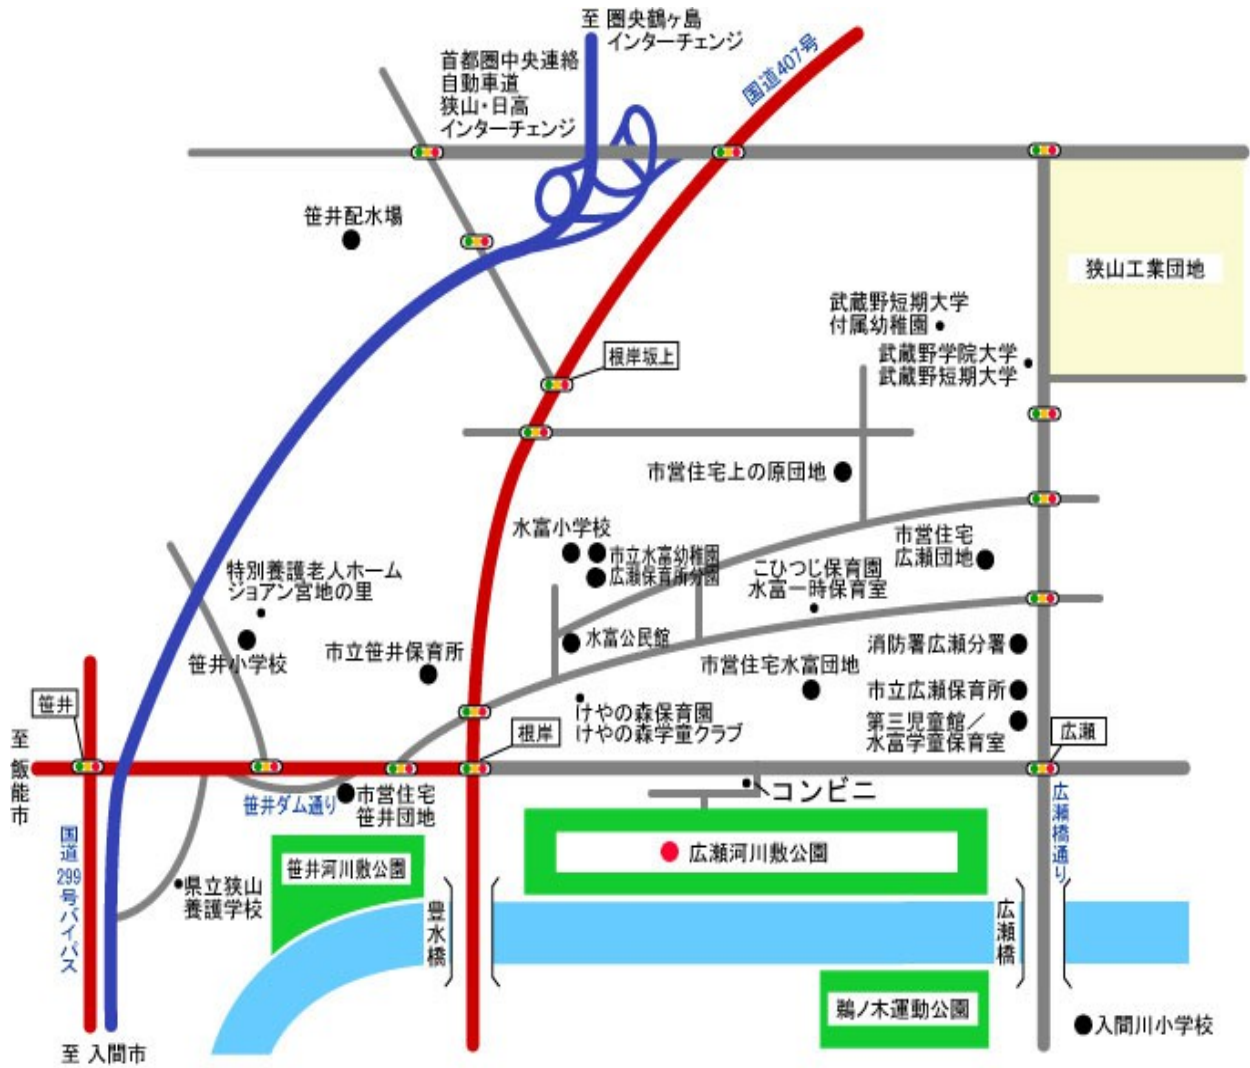 至 圏央鶴ヶ島
インターチェンジ
国道407号
首都圏中央連絡
自動車道
狭山・日高
インターチェンジ
笹井配水場
狭山工業団地
武蔵野短期大学
付属幼稚園
武蔵野学院大学
武蔵野短期大学
根岸坂上
市営住宅上の原団地
水富小学校
市立水富幼稚園
広瀬保育所分園
市営住宅
広瀬団地
こひつじ保育園
水富一時保育室
特別養護老人ホーム
ジョアン宮地の里
笹井小学校
市立笹井保育所
水富公民館
消防署広瀬分署
市営住宅水富団地
市立広瀬保育所
第三児童館／
水富学童保育室
けやの森保育園
けやの森学童クラブ
笹井
根岸
広瀬
至飯能市
笹井ダム通り
市営住宅
笹井団地
コンビニ
広瀬橋通り
国道299号バイパス
笹井河川敷公園
広瀬河川敷公園
県立狭山
養護学校
豊水橋
広瀬橋
鵜ノ木運動公園
入間川小学校
至 入間市